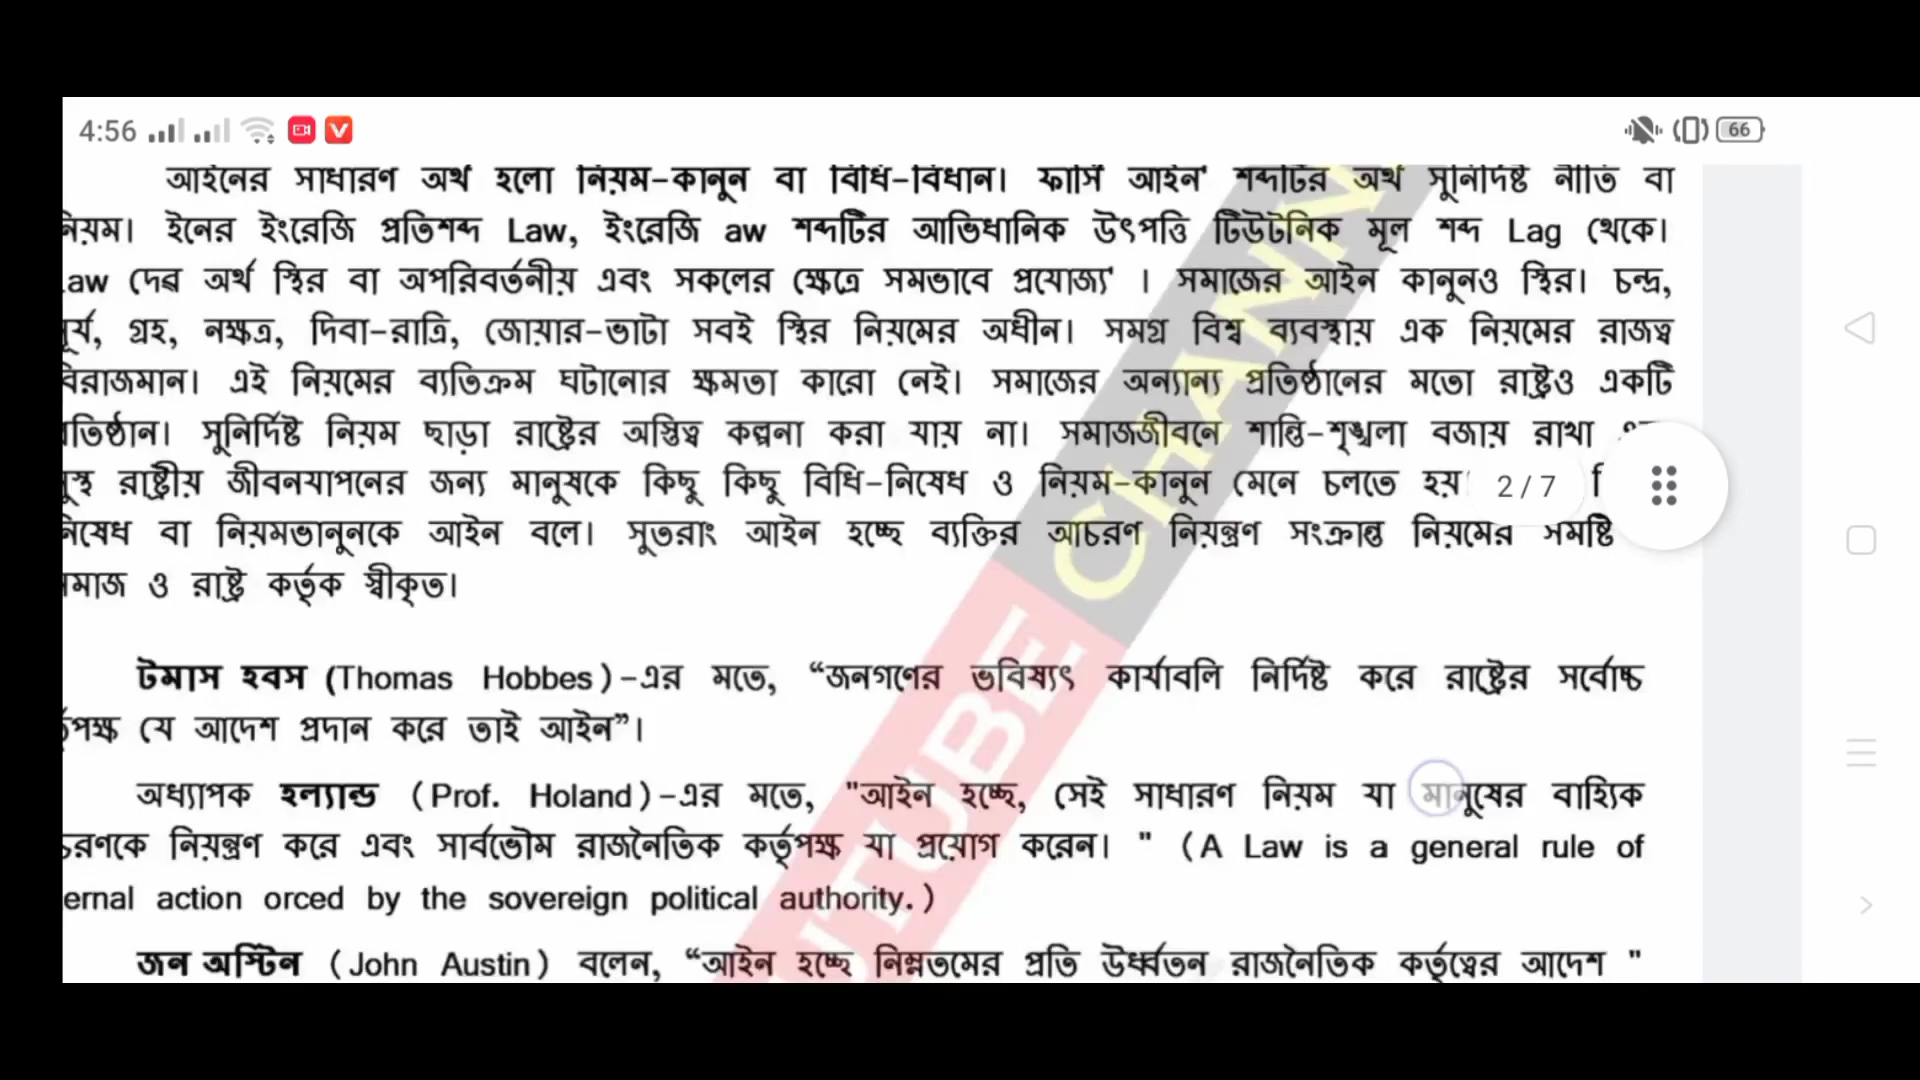 4:56
66
আইনের সাধারণ অর্থ হলো নিয়ম-কানুন বা বিধি-বিধান। ফার্সি আইন' শব্দটির অর্থ সুনির্দিষ্ট নীতি বা
নিয়ম। ইনের ইংরেজি প্রতিশব্দ Law, ইংরেজি aw শব্দটির আভিধানিক উৎপত্তি টিউটনিক মূল শব্দ Lag থেকে।
aw দের অর্থ স্থির বা অপরিবর্তনীয় এবং সকলের ক্ষেত্রে সমভাবে প্রযোজ্য' । সমাজের আইন কানুনও স্থির। চন্দ্র,
সূর্য, গ্রহ, নক্ষত্র, দিবা-রাত্রি, জোয়ার-ভাটা সবই স্থির নিয়মের অধীন। সমগ্র বিশ্ব ব্যবস্থায় এক নিয়মের রাজত্ব
বিরাজমান। এই নিয়মের ব্যতিক্রম ঘটানোর ক্ষমতা কারো নেই। সমাজের অন্যান্য প্রতিষ্ঠানের মতো রাষ্ট্রও একটি
প্রতিষ্ঠান। সুনির্দিষ্ট নিয়ম ছাড়া রাষ্ট্রের অস্তিত্ব কল্পনা করা যায় না। সমাজজীবনে শান্তি-শৃঙ্খলা বজায় রাখা
সুস্থ রাষ্ট্রীয় জীবনযাপনের জন্য মানুষকে কিছু কিছু বিধি-নিষেধ ও নিয়ম-কানুন মেনে চলতে হয় 2 / 7
নিষেধ বা নিয়মভানুনকে আইন বলে। সুতরাং আইন হচ্ছে ব্যক্তির আচরণ নিয়ন্ত্রণ সংক্রান্ত নিয়মের সমষ্টি
সমাজ ও রাষ্ট্র কর্তৃক স্বীকৃত।
টমাস হবস (Thomas Hobbes)-এর মতে, “জনগণের ভবিষ্যৎ কার্যাবলি নির্দিষ্ট করে রাষ্ট্রের সর্বোচ্চ
র্তৃপক্ষ যে আদেশ প্রদান করে তাই আইন”।
অধ্যাপক হল্যান্ড (Prof. Holand)-এর মতে, "আইন হচ্ছে, সেই সাধারণ নিয়ম যা মানুষের বাহ্যিক
চরণকে নিয়ন্ত্রণ করে এবং সার্বভৌম রাজনৈতিক কর্তৃপক্ষ যা প্রয়োগ করেন। " (A Law is a general rule of
ernal action orced by the sovereign political authority.)
জন অস্টিন (John Austin) বলেন, “আইন হচ্ছে নিম্নতমের প্রতি উর্ধ্বতন রাজনৈতিক কর্তৃত্বের আদেশ "
UTUBE CHANN